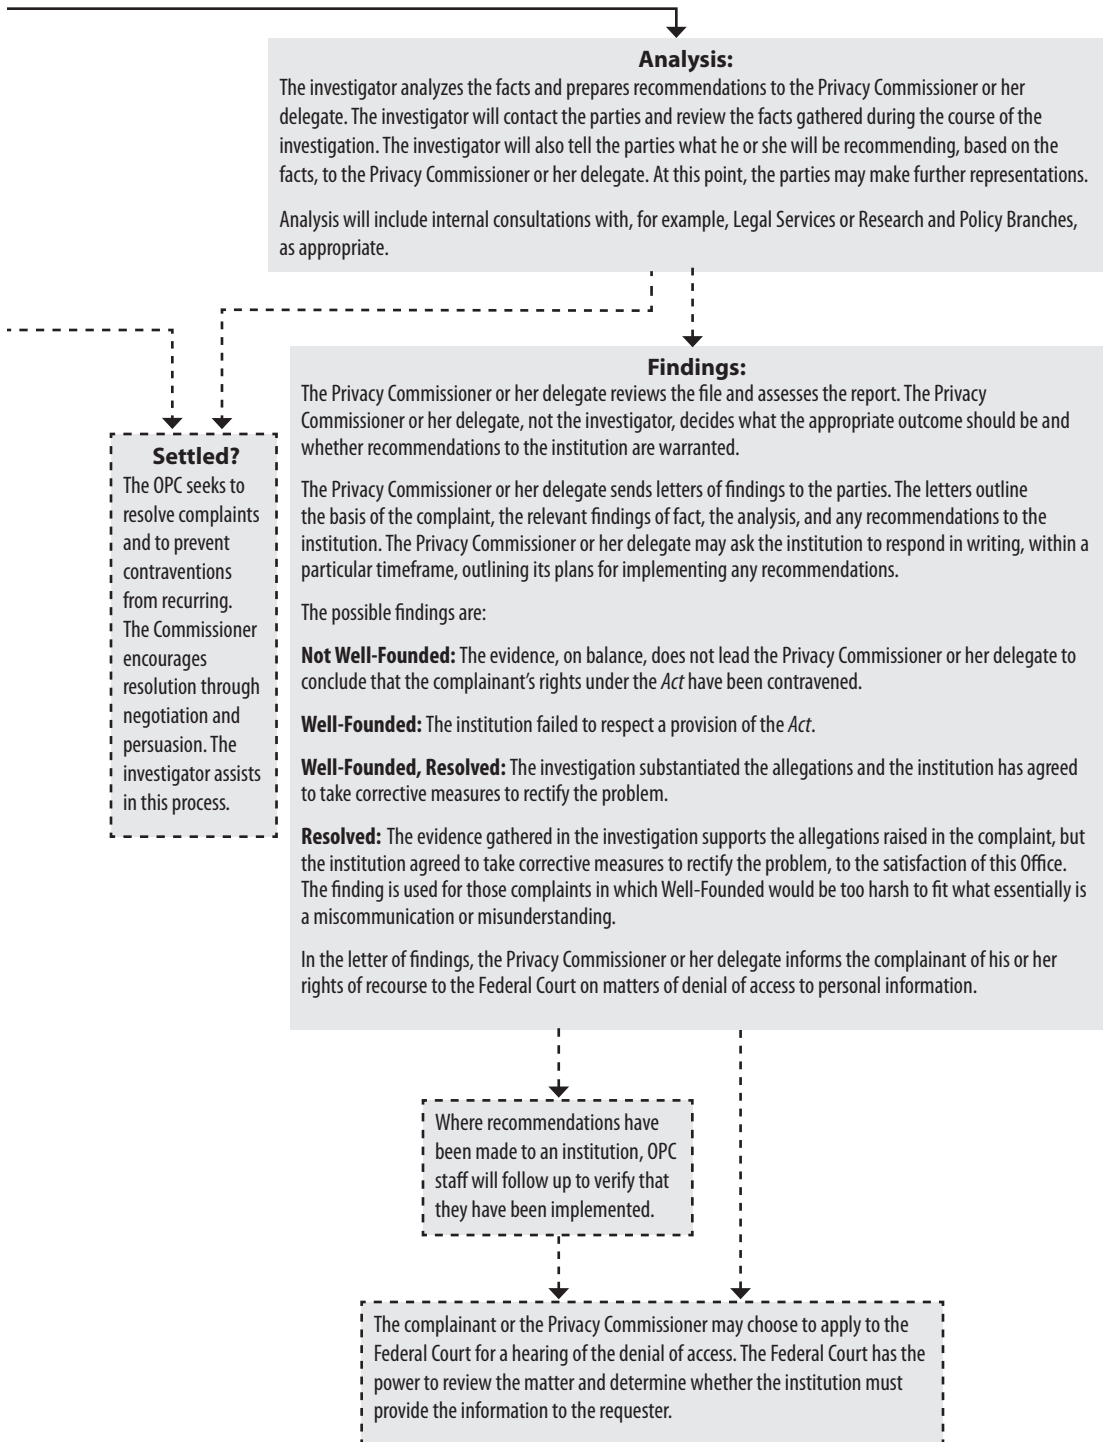 Analysis:
The investigator analyzes the facts and prepares recommendations to the Privacy Commissioner or her
delegate. The investigator will contact the parties and review the facts gathered during the course of the
investigation. The investigator will also tell the parties what he or she will be recommending, based on the
facts, to the Privacy Commissioner or her delegate. At this point, the parties may make further representations.
Analysis will include internal consultations with, for example, Legal Services or Research and Policy Branches,
as appropriate.
Settled?
The OPC seeks to
resolve complaints
and to prevent
contraventions
from recurring.
The Commissioner
encourages
resolution through
negotiation and
persuasion. The
investigator assists
in this process.
Findings:
The Privacy Commissioner or her delegate reviews the file and assesses the report. The Privacy
Commissioner or her delegate, not the investigator, decides what the appropriate outcome should be and
whether recommendations to the institution are warranted.
The Privacy Commissioner or her delegate sends letters of findings to the parties. The letters outline
the basis of the complaint, the relevant findings of fact, the analysis, and any recommendations to the
institution. The Privacy Commissioner or her delegate may ask the institution to respond in writing, within a
particular timeframe, outlining its plans for implementing any recommendations.
The possible findings are:
Not Well-Founded: The evidence, on balance, does not lead the Privacy Commissioner or her delegate to
conclude that the complainant's rights under the Act have been contravened.
Well-Founded: The institution failed to respect a provision of the Act.
Well-Founded, Resolved: The investigation substantiated the allegations and the institution has agreed
to take corrective measures to rectify the problem.
Resolved: The evidence gathered in the investigation supports the allegations raised in the complaint, but
the institution agreed to take corrective measures to rectify the problem, to the satisfaction of this Office.
The finding is used for those complaints in which Well-Founded would be too harsh to fit what essentially is
a miscommunication or misunderstanding.
In the letter of findings, the Privacy Commissioner or her delegate informs the complainant of his or her
rights of recourse to the Federal Court on matters of denial of access to personal information.
Where recommendations have
been made to an institution, OPC
staff will follow up to verify that
they have been implemented.
The complainant or the Privacy Commissioner may choose to apply to the
Federal Court for a hearing of the denial of access. The Federal Court has the
power to review the matter and determine whether the institution must
provide the information to the requester.